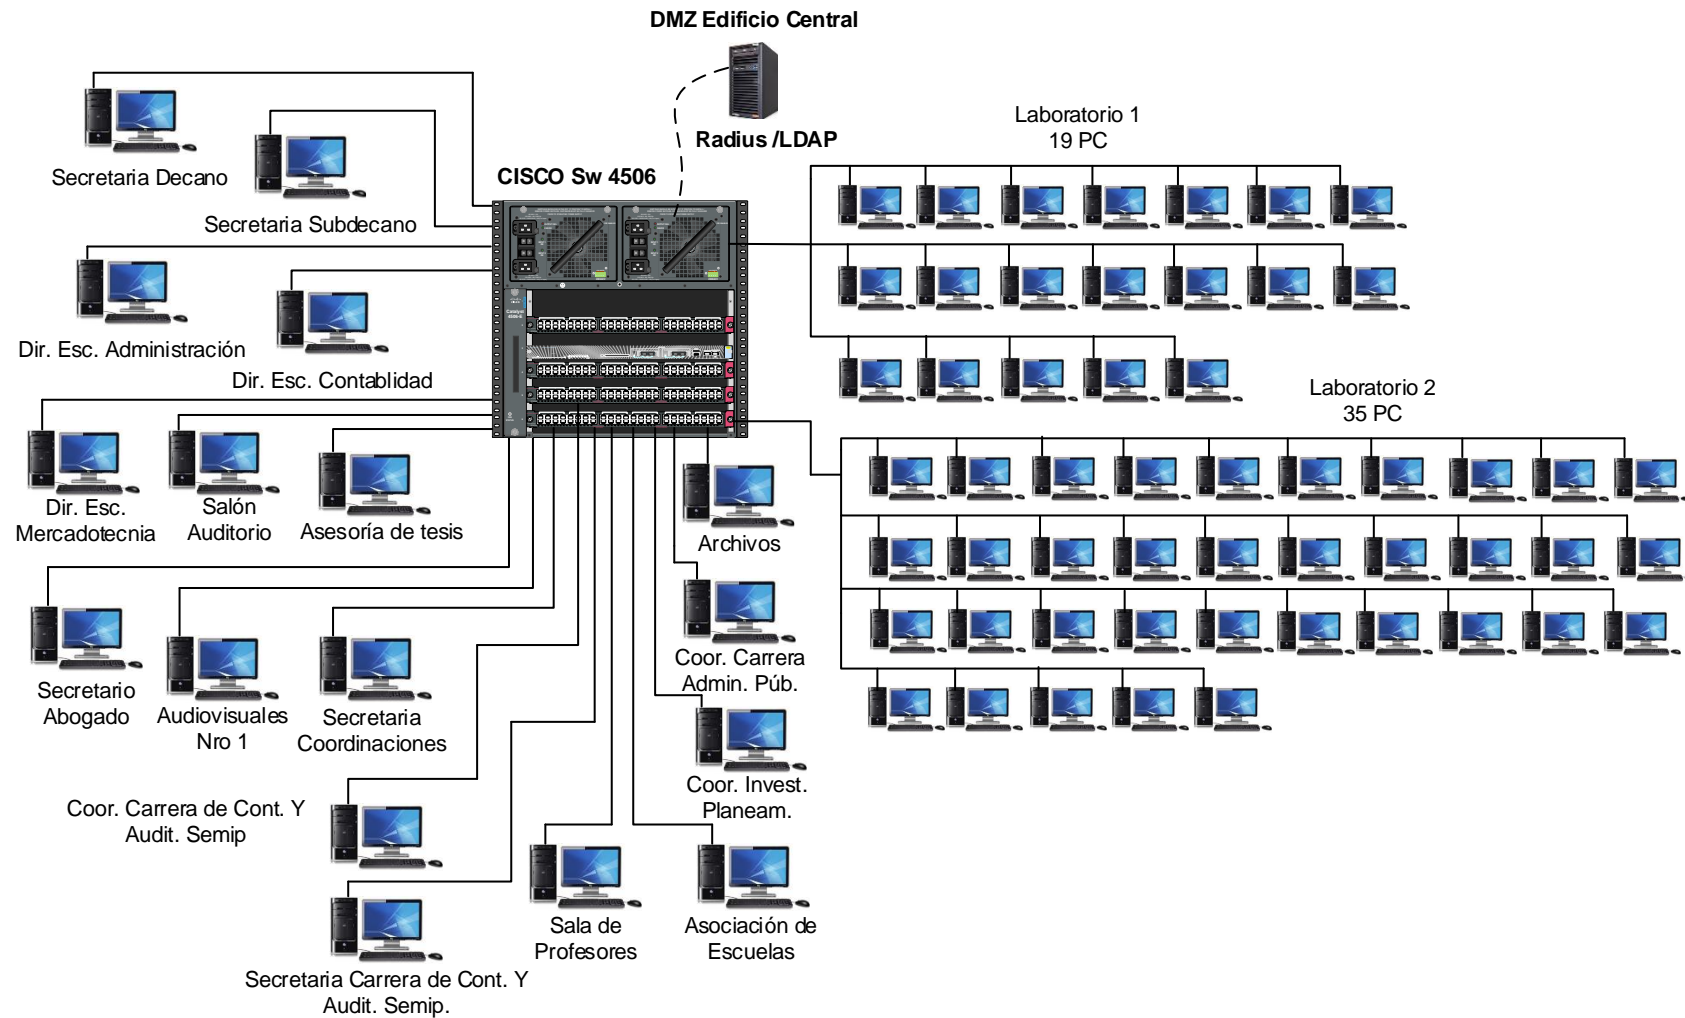 DMZ Edificio Central
Radius /LDAP
CISCO Sw 4506
Laboratorio 1
19 PC
Secretaria Decano
Secretaria Subdecano
Dir. Esc. Administración
Dir. Esc. Contablidad
Catalyst
4506-E
Laboratorio 2
35 PC
Dir. Esc.
Mercadotecnia
Salón
Auditorio
Asesoría de tesis
Archivos
Secretario
Abogado
Audiovisuales
Nro 1
Secretaria
Coordinaciones
Coor. Carrera
Admin. Púb.
Coor. Invest.
Planeam.
Coor. Carrera de Cont. Y
Audit. Semip
Sala de
Profesores
Asociación de
Escuelas
Secretaria Carrera de Cont. Y
Audit. Semip.